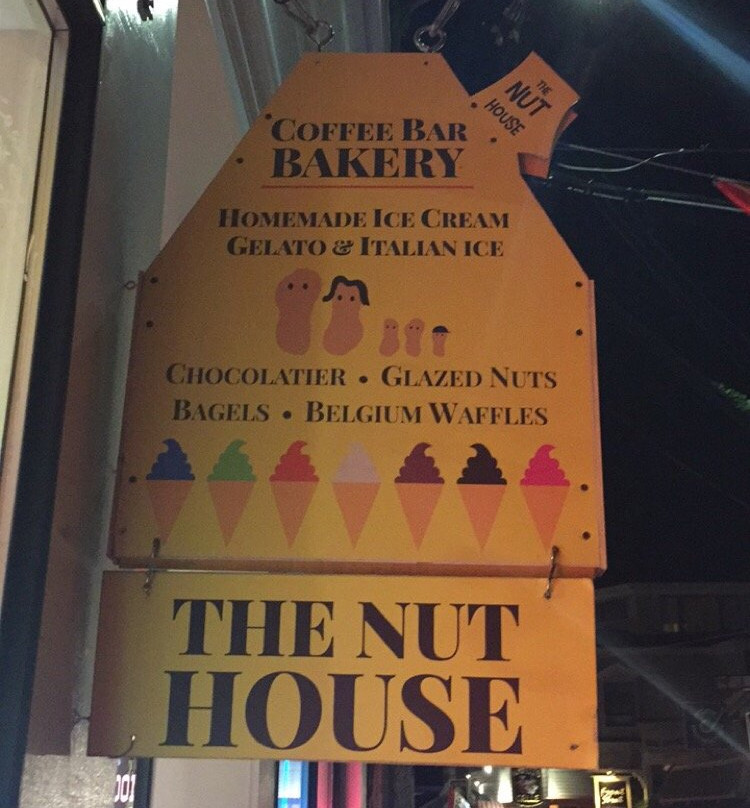 THE
NUT
HOUSE
COFFEE BAR
BAKERY
HOMEMADE ICE CREAM
GELATO & ITALIAN ICE
CHOCOLATIER • GLAZED NUTS
BAGELS • BELGIUM WAFFLES
THE NUT
HOUSE